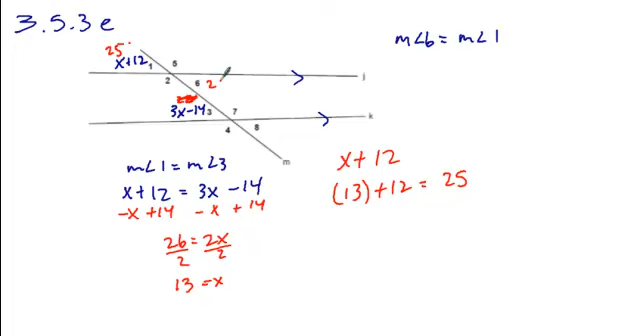 3.5.3 e
m∠6 = m∠1
25°
x+12 1 5
j
2 6 2
3x-14 3 7
k
4 8
m
m∠1 = m∠3
x+12 = 3x-14
-x +14 -x +14
26 = 2x
2 2
13 = x
x+12
(13)+12 = 25